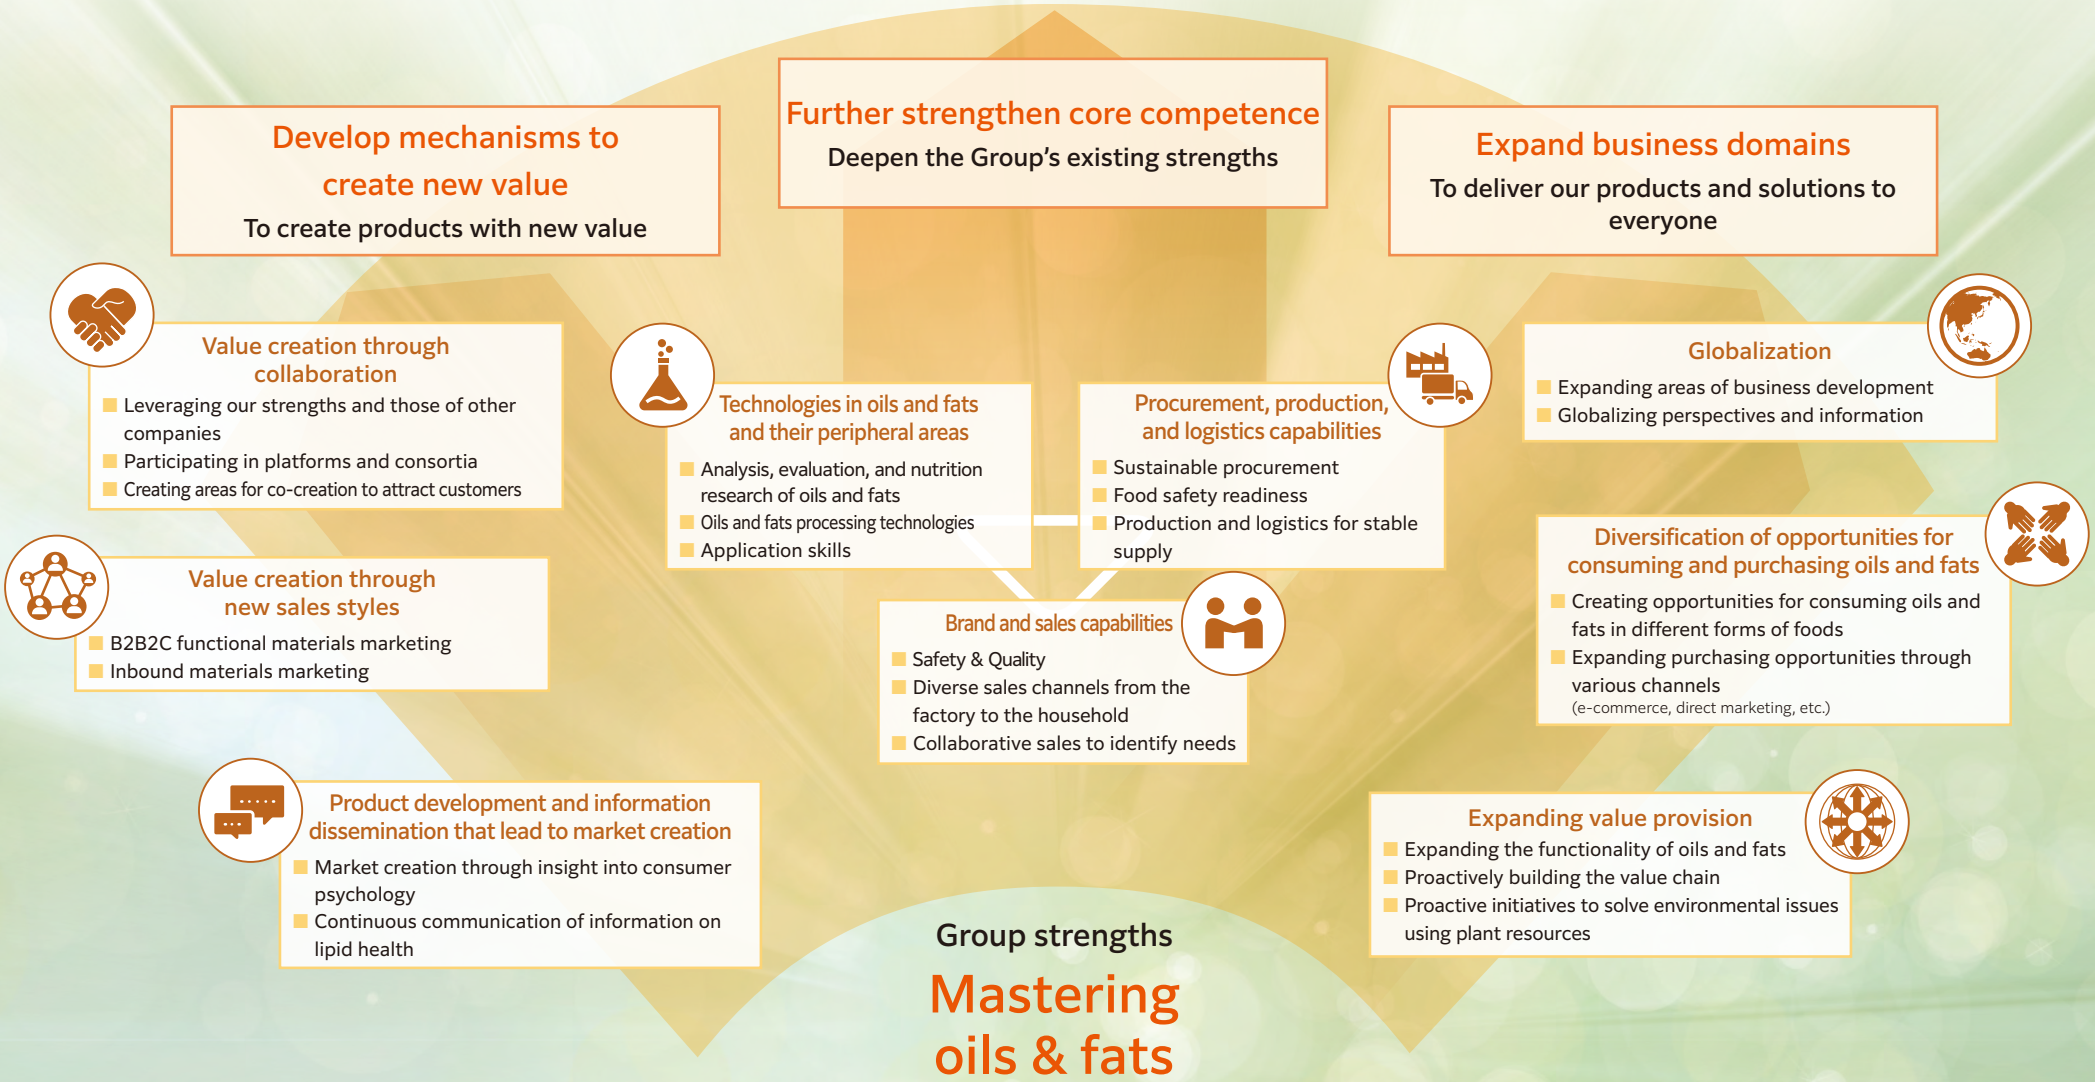 Develop mechanisms to
create new value
To create products with new value
Further strengthen core competence
Deepen the Group's existing strengths
Expand business domains
To deliver our products and solutions to
everyone
Value creation through
collaboration
Leveraging our strengths and those of other
companies
Participating in platforms and consortia
Creating areas for co-creation to attract customers
Value creation through
new sales styles
B2B2C functional materials marketing
Inbound materials marketing
Product development and information
dissemination that lead to market creation
Market creation through insight into consumer
psychology
Continuous communication of information on
lipid health
Technologies in oils and fats
and their peripheral areas
Analysis, evaluation, and nutrition
research of oils and fats
Oils and fats processing technologies
Application skills
Procurement, production,
and logistics capabilities
Sustainable procurement
Food safety readiness
Production and logistics for stable
supply
Brand and sales capabilities
Safety & Quality
Diverse sales channels from the
factory to the household
Collaborative sales to identify needs
Globalization
Expanding areas of business development
Globalizing perspectives and information
Diversification of opportunities for
consuming and purchasing oils and fats
Creating opportunities for consuming oils and
fats in different forms of foods
Expanding purchasing opportunities through
various channels
(e-commerce, direct marketing, etc.)
Expanding value provision
Expanding the functionality of oils and fats
Proactively building the value chain
Proactive initiatives to solve environmental issues
using plant resources
Group strengths
Mastering
oils & fats